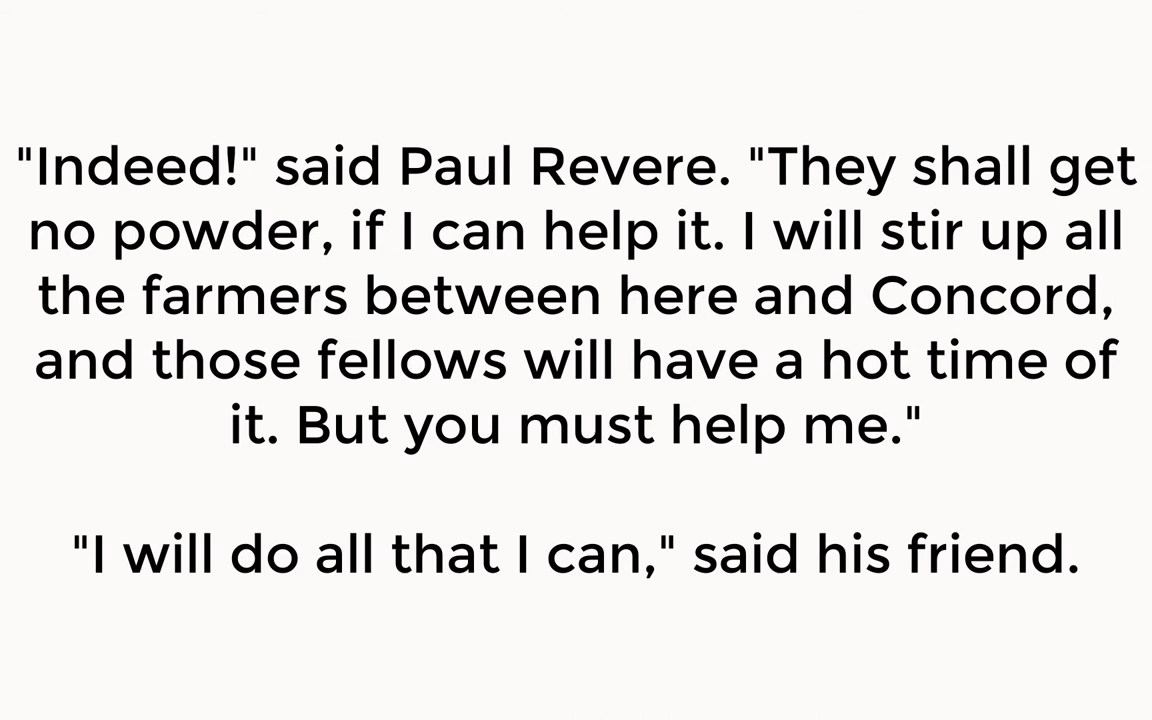 "Indeed!" said Paul Revere. "They shall get
no powder, if I can help it. I will stir up all
the farmers between here and Concord,
and those fellows will have a hot time of
it. But you must help me."
"I will do all that I can," said his friend.